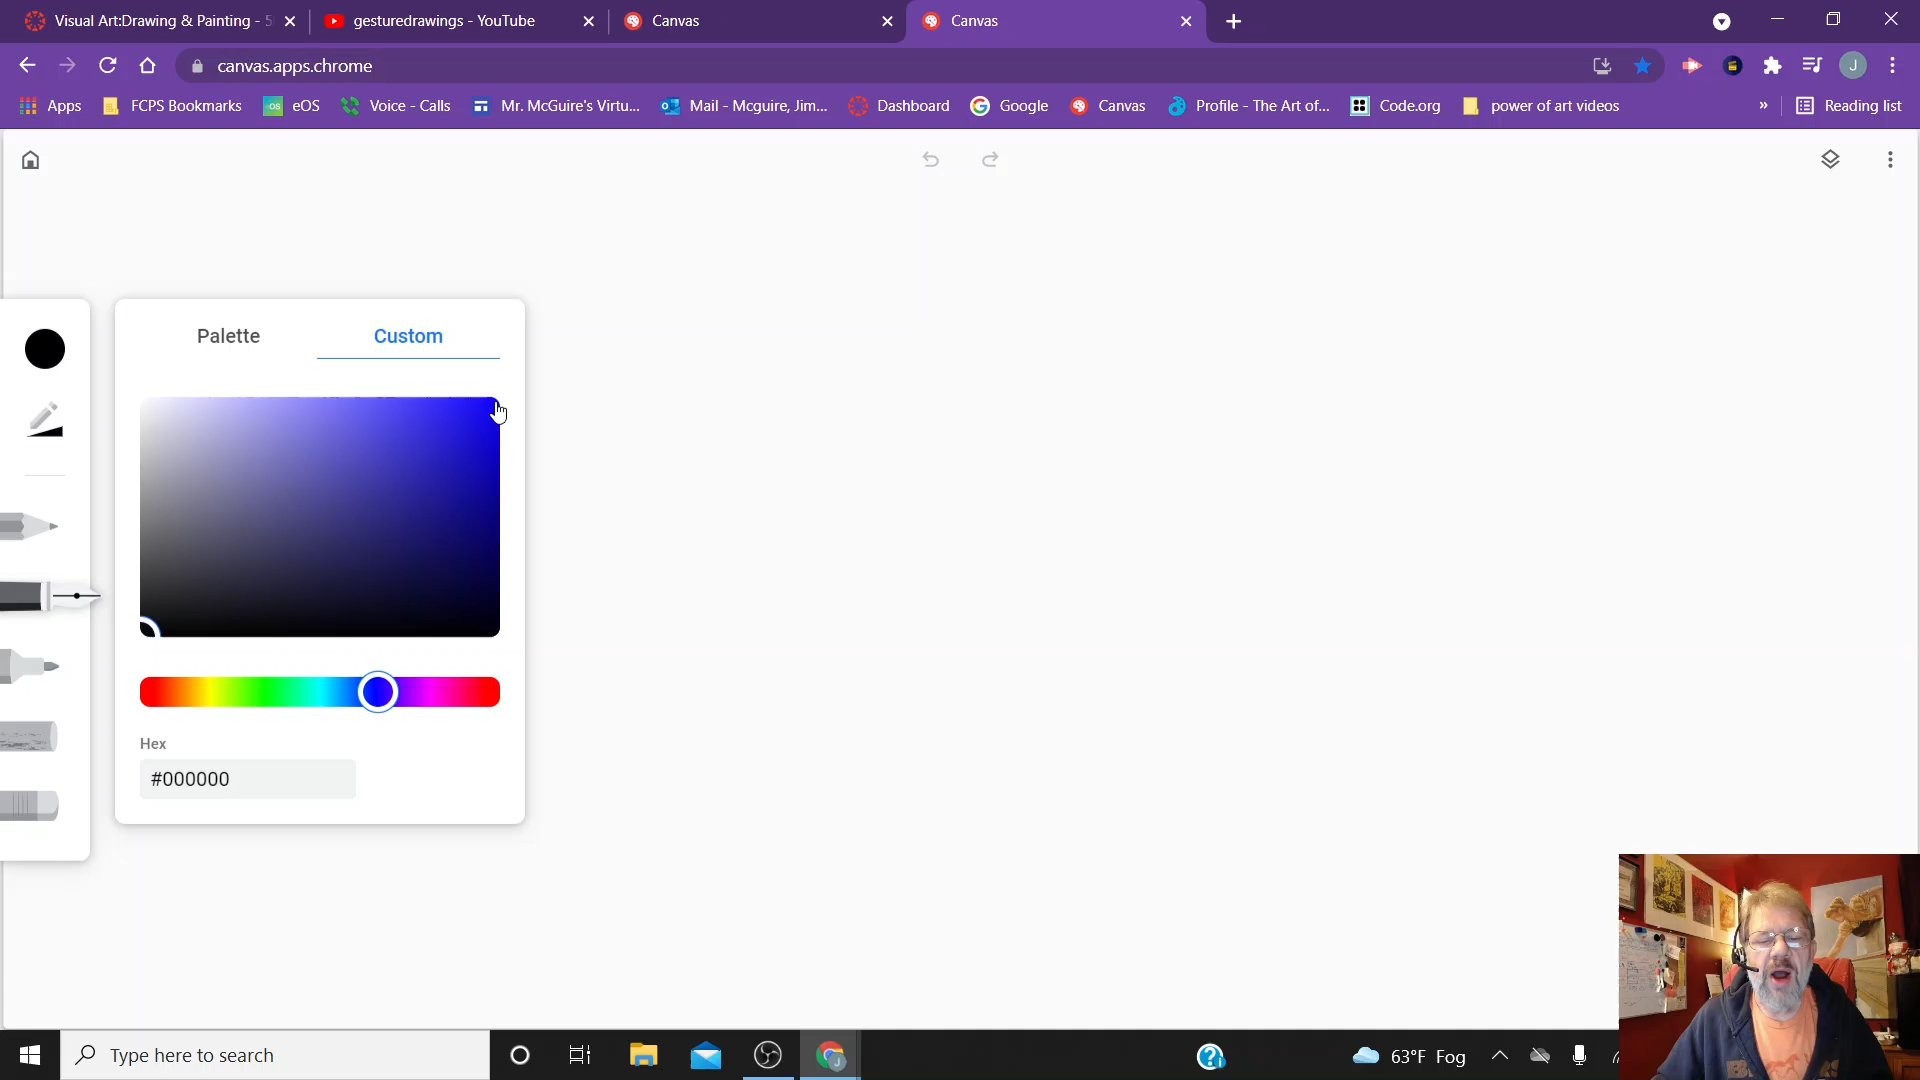 Visual Art:Drawing & Painting - 5
gesturedrawings - YouTube
Canvas
Canvas
canvas.apps.chrome
J
Apps
FCPS Bookmarks
eOS
Voice - Calls
Mr. McGuire's Virtu...
Mail - Mcguire, Jim...
Dashboard
Google
Canvas
Profile - The Art of...
Code.org
power of art videos
»
Reading list
Palette
Custom
Hex
#000000
Type here to search
63°F Fog